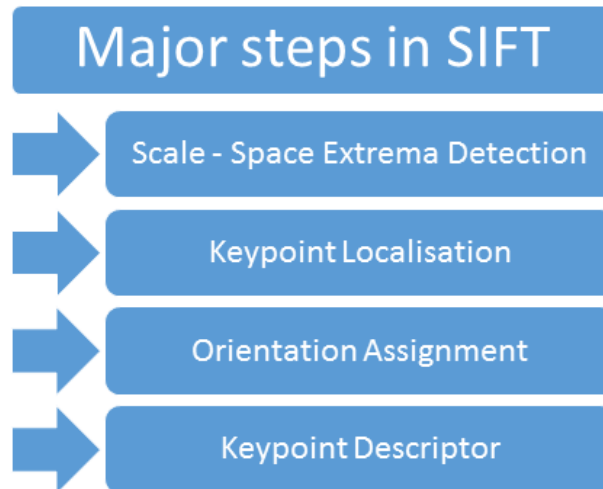 Major steps in SIFT
Scale - Space Extrema Detection
Keypoint Localisation
Orientation Assignment
Keypoint Descriptor